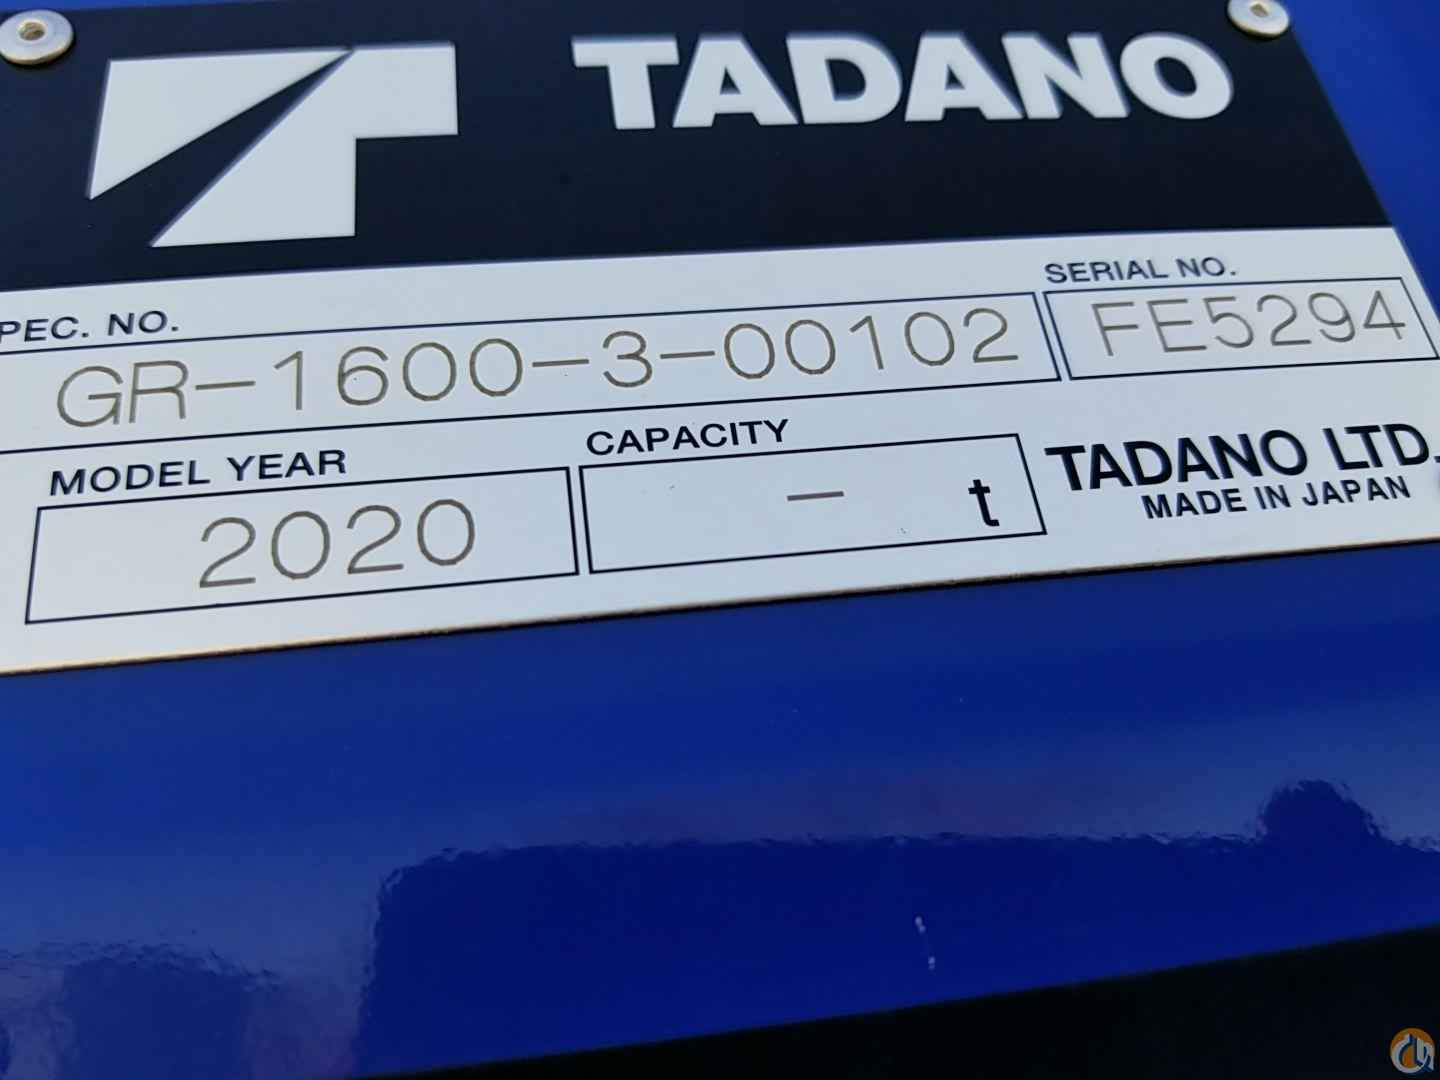 TADANO
PEC. NO.
GR-1600-3-00102
SERIAL NO.
FE5294
MODEL YEAR
2020
CAPACITY
- t
TADANO LTD.
MADE IN JAPAN